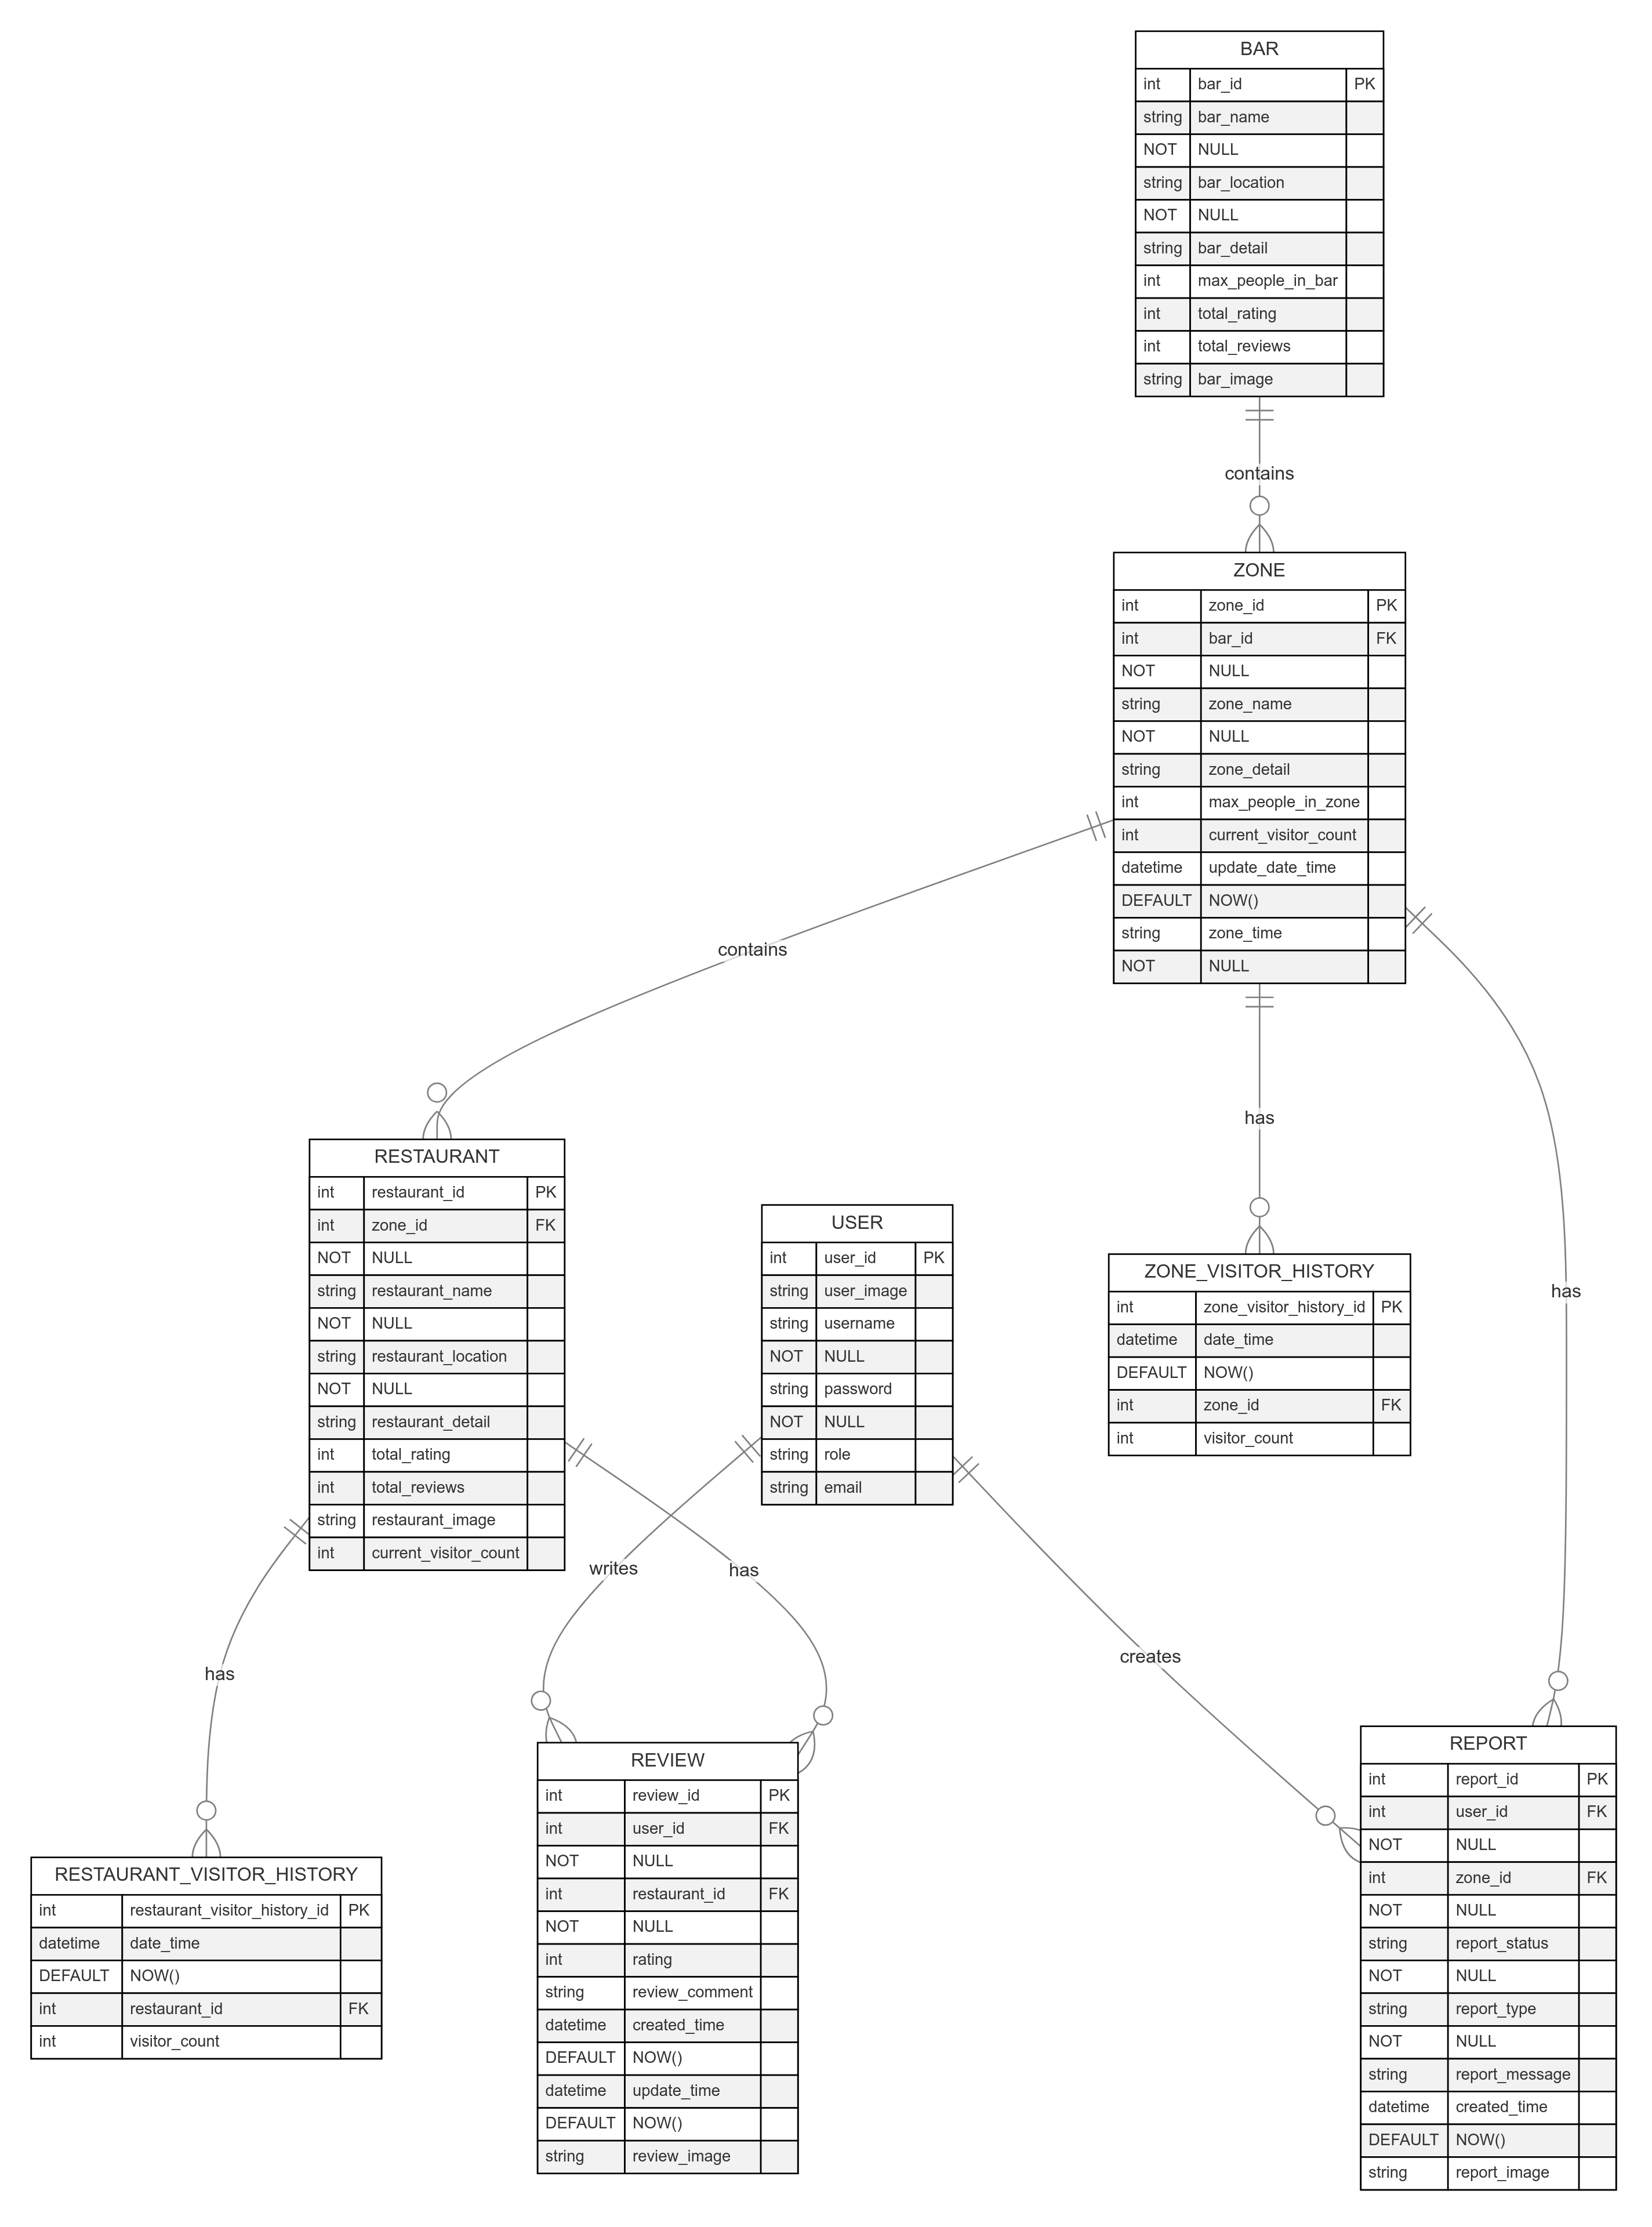 BAR
int bar_id PK
string bar_name
NOT NULL
string bar_location
NOT NULL
string bar_detail
int max_people_in_bar
int total_rating
int total_reviews
string bar_image
contains
ZONE
int zone_id PK
int bar_id FK
NOT NULL
string zone_name
NOT NULL
string zone_detail
int max_people_in_zone
int current_visitor_count
datetime update_date_time
DEFAULT NOW()
string zone_time
NOT NULL
contains
has
has
RESTAURANT
int restaurant_id PK
int zone_id FK
NOT NULL
string restaurant_name
NOT NULL
string restaurant_location
NOT NULL
string restaurant_detail
int total_rating
int total_reviews
string restaurant_image
int current_visitor_count
USER
int user_id PK
string user_image
string username
NOT NULL
string password
NOT NULL
string role
string email
ZONE_VISITOR_HISTORY
int zone_visitor_history_id PK
datetime date_time
DEFAULT NOW()
int zone_id FK
int visitor_count
writes
has
creates
has
RESTAURANT_VISITOR_HISTORY
int restaurant_visitor_history_id PK
datetime date_time
DEFAULT NOW()
int restaurant_id FK
int visitor_count
REVIEW
int review_id PK
int user_id FK
NOT NULL
int restaurant_id FK
NOT NULL
int rating
string review_comment
datetime created_time
DEFAULT NOW()
datetime update_time
DEFAULT NOW()
string review_image
REPORT
int report_id PK
int user_id FK
NOT NULL
int zone_id FK
NOT NULL
string report_status
NOT NULL
string report_type
NOT NULL
string report_message
datetime created_time
DEFAULT NOW()
string report_image